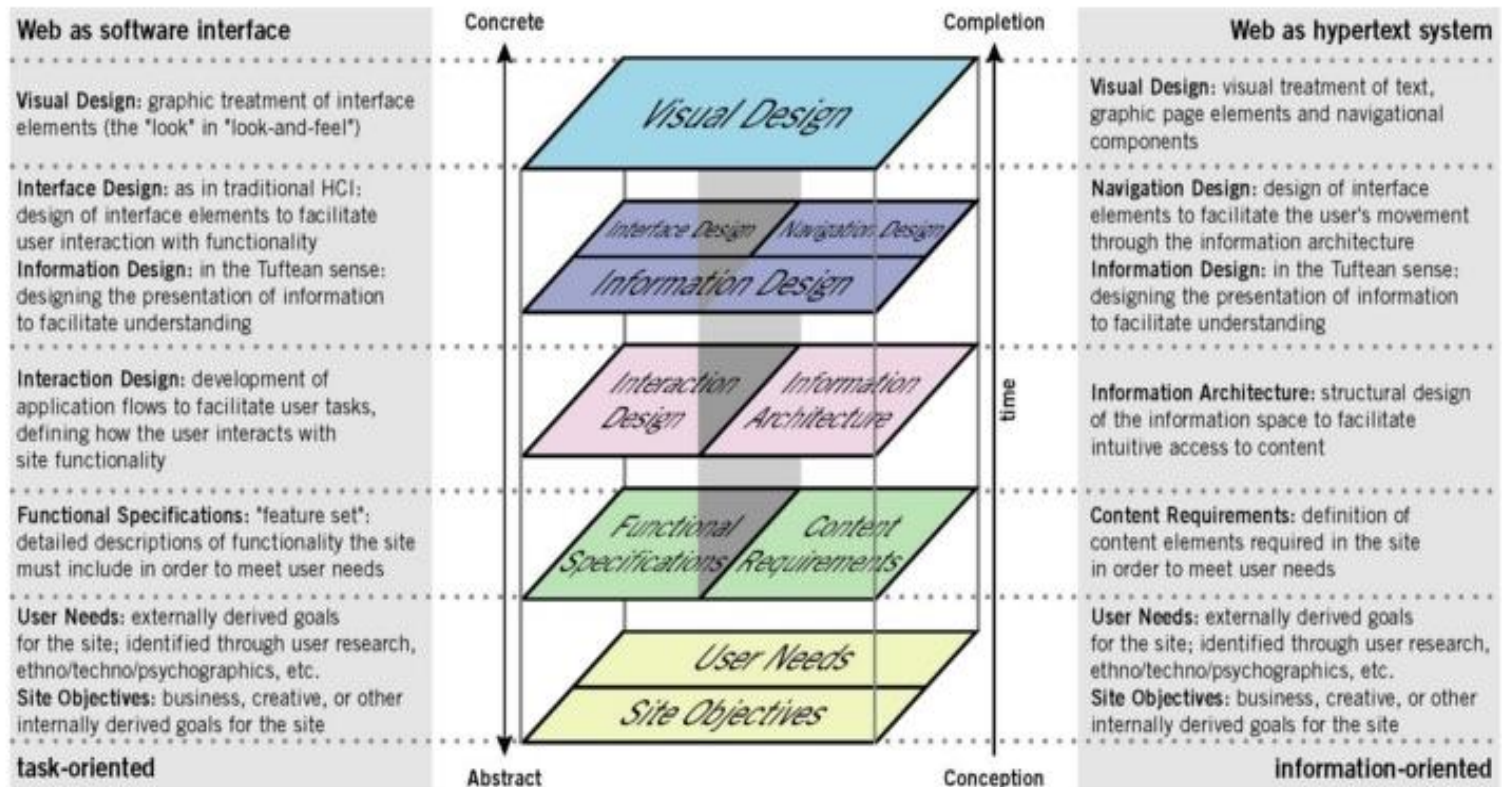 Web as software interface
Visual Design: graphic treatment of interface
elements (the "look" in "look-and-feel")
Interface Design: as in traditional HCI:
design of interface elements to facilitate
user interaction with functionality
Information Design: in the Tuftean sense:
designing the presentation of information
to facilitate understanding
Interaction Design: development of
application flows to facilitate user tasks,
defining how the user interacts with
site functionality
Functional Specifications: "feature set":
detailed descriptions of functionality the site
must include in order to meet user needs
User Needs: externally derived goals
for the site; identified through user research,
ethno/techno/psychographics, etc.
Site Objectives: business, creative, or other
internally derived goals for the site
task-oriented
Concrete
Completion
Visual Design
Interface Design
Navigation Design
Information Design
Interaction
Design
Information
Architecture
Functional
Specifications
Content
Requirements
User Needs
Site Objectives
time
Abstract
Conception
Web as hypertext system
Visual Design: visual treatment of text,
graphic page elements and navigational
components
Navigation Design: design of interface
elements to facilitate the user's movement
through the information architecture
Information Design: in the Tuftean sense:
designing the presentation of information
to facilitate understanding
Information Architecture: structural design
of the information space to facilitate
intuitive access to content
Content Requirements: definition of
content elements required in the site
in order to meet user needs
User Needs: externally derived goals
for the site; identified through user research,
ethno/techno/psychographics, etc.
Site Objectives: business, creative, or other
internally derived goals for the site
information-oriented